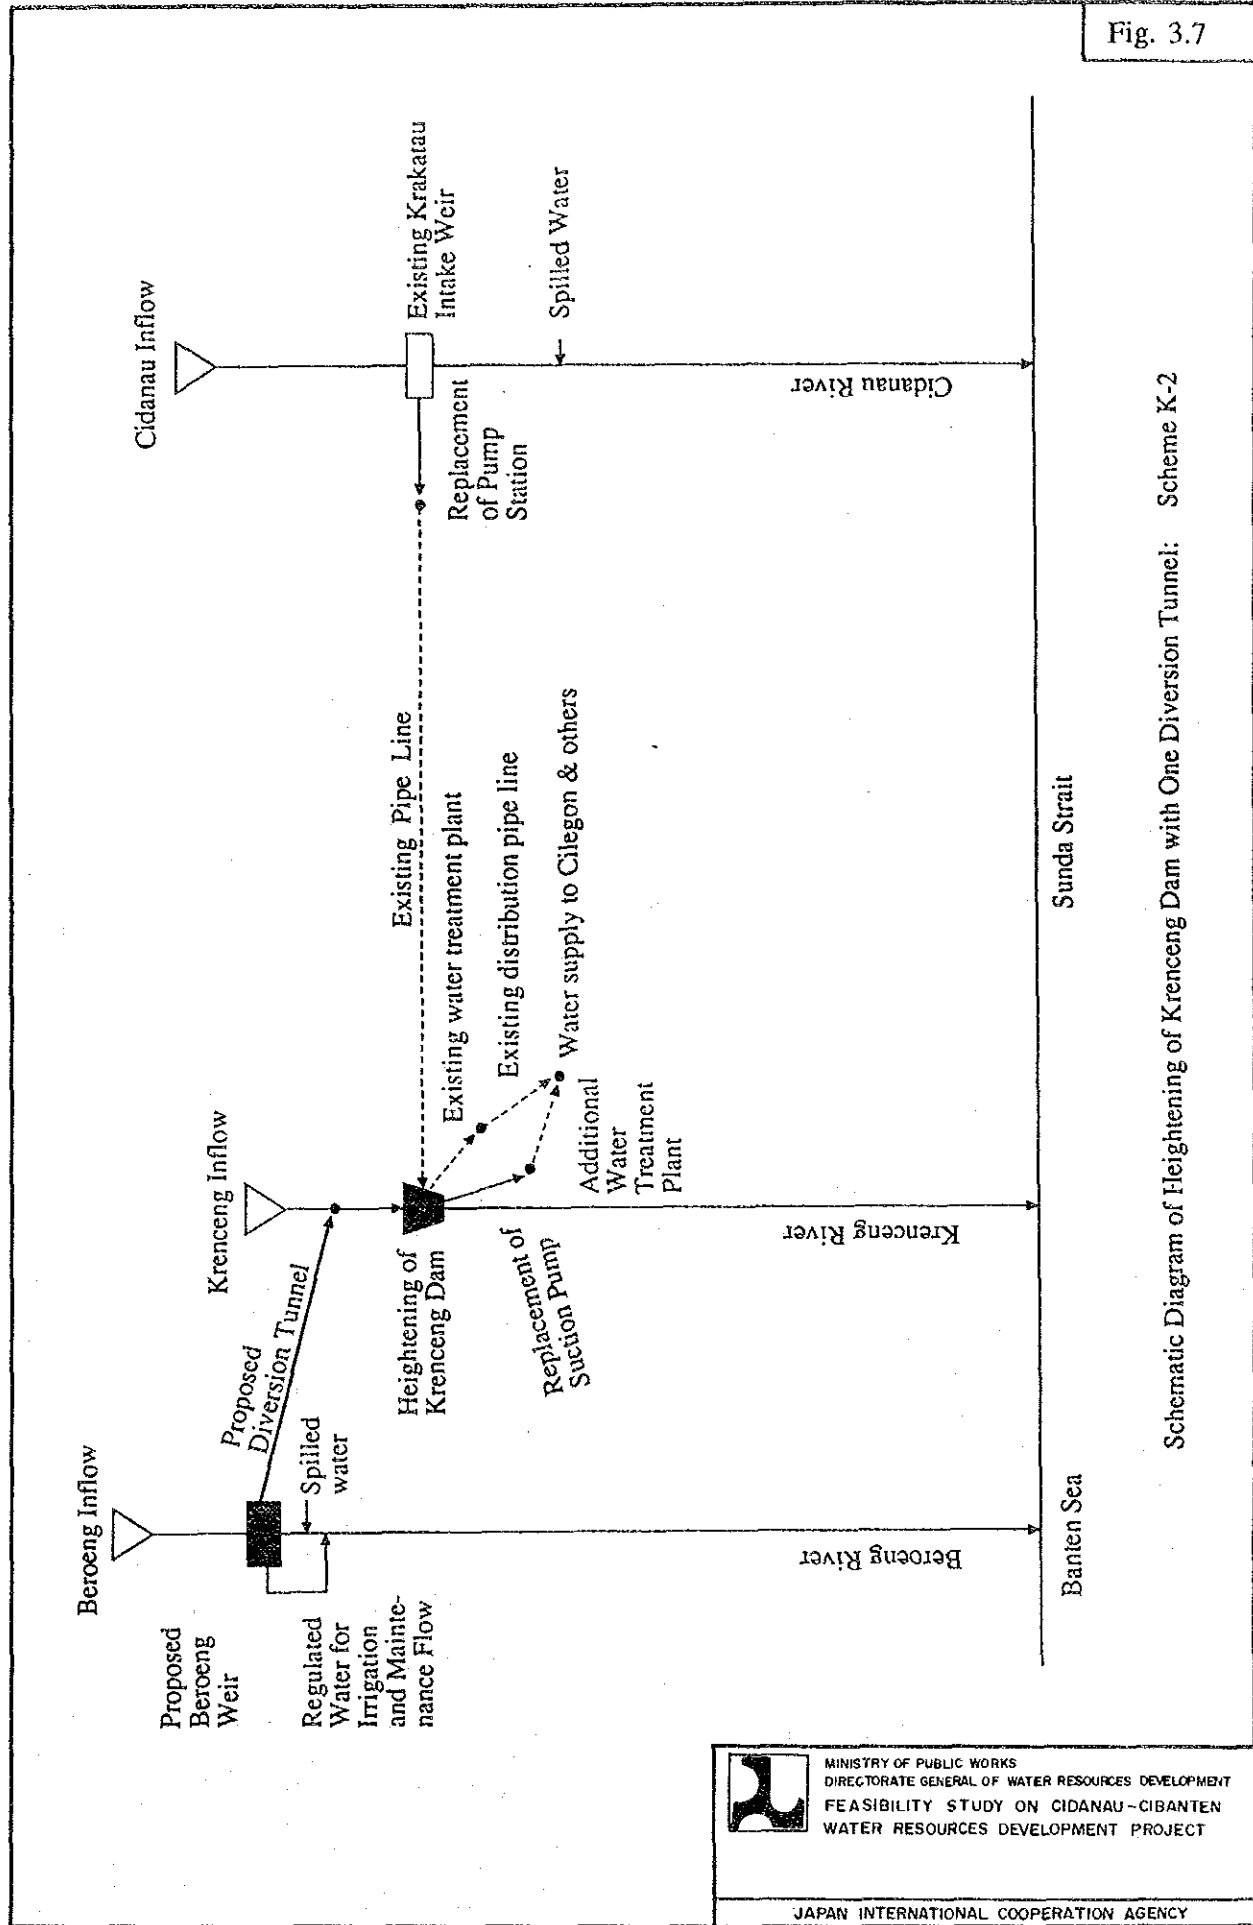 Fig. 3.7
Beroeng Inflow
Krenceng Inflow
Cidanau Inflow
Proposed
Beroeng
Weir
Proposed
Diversion Tunnel
Spilled
water
Regulated
Water for
Irrigation
and Mainte-
nance Flow
Heightening of
Krenceng Dam
Replacement of
Suction Pump
Existing Pipe Line
Existing water treatment plant
Existing distribution pipe line
Water supply to Cilegon & others
Additional
Water
Treatment
Plant
Replacement
of Pump
Station
Existing Krakatau
Intake Weir
Spilled Water
Beroeng River
Krenceng River
Cidanau River
Banten Sea
Sunda Strait
Schematic Diagram of Heightening of Krenceng Dam with One Diversion Tunnel: Scheme K-2
MINISTRY OF PUBLIC WORKS
DIRECTORATE GENERAL OF WATER RESOURCES DEVELOPMENT
FEASIBILITY STUDY ON CIDANAU-CIBANTEN
WATER RESOURCES DEVELOPMENT PROJECT
JAPAN INTERNATIONAL COOPERATION AGENCY